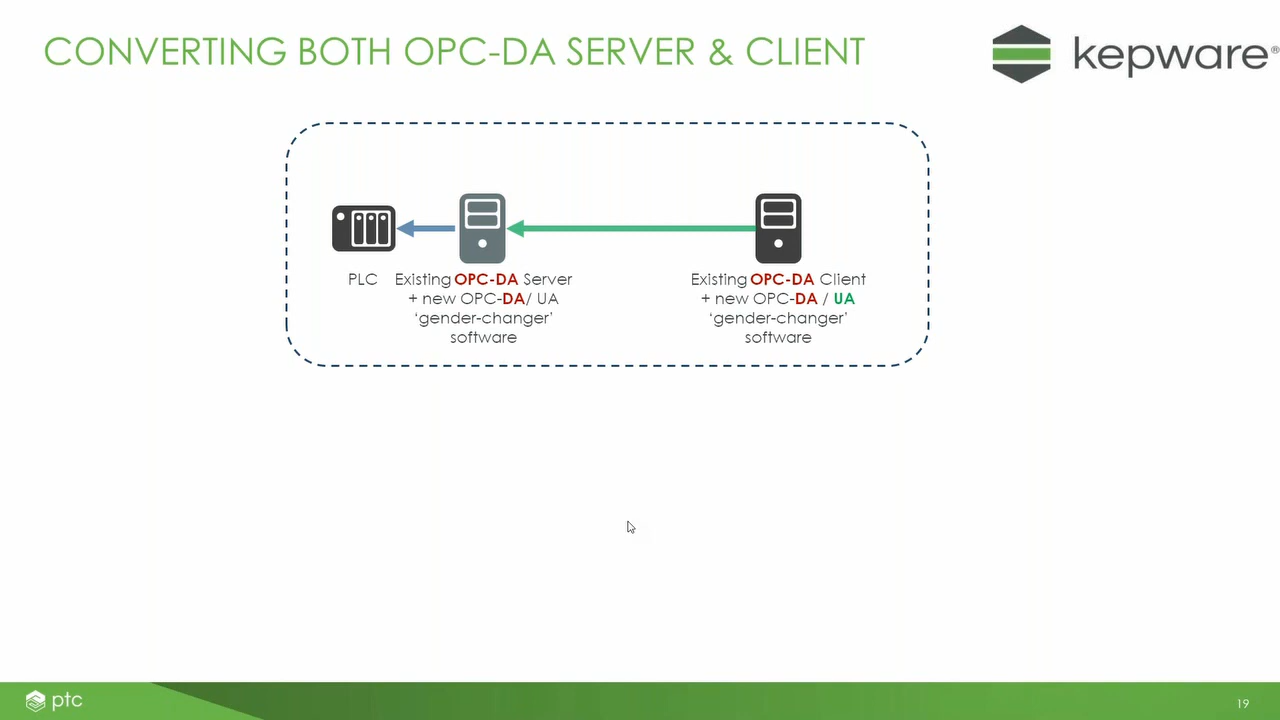 CONVERTING BOTH OPC-DA SERVER & CLIENT
kepware®
PLC
Existing OPC-DA Server
+ new OPC-DA/ UA
‘gender-changer’
software
Existing OPC-DA Client
+ new OPC-DA / UA
‘gender-changer’
software
ptc
19